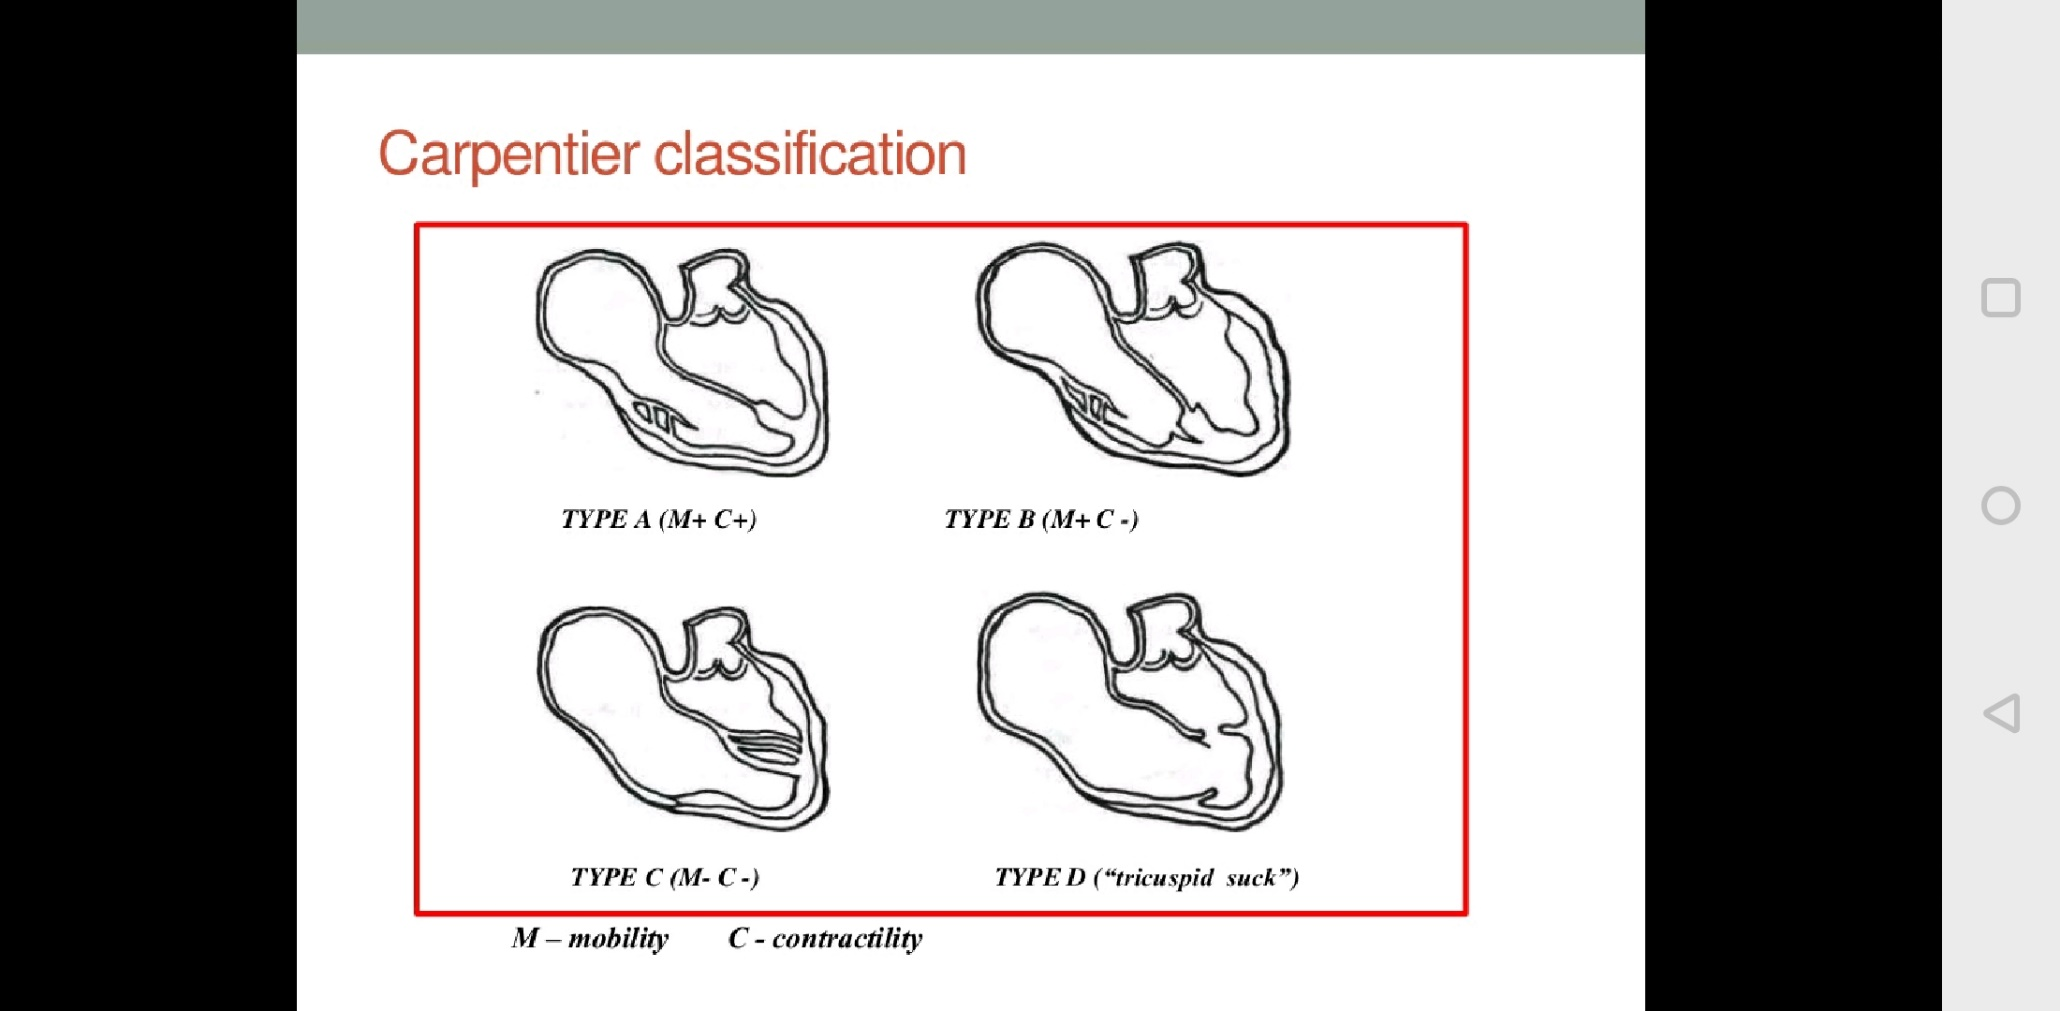 Carpentier classification
TYPE A (M+ C+)
TYPE B (M+ C -)
TYPE C (M- C -)
TYPE D (“tricuspid suck”)
M – mobility C - contractility